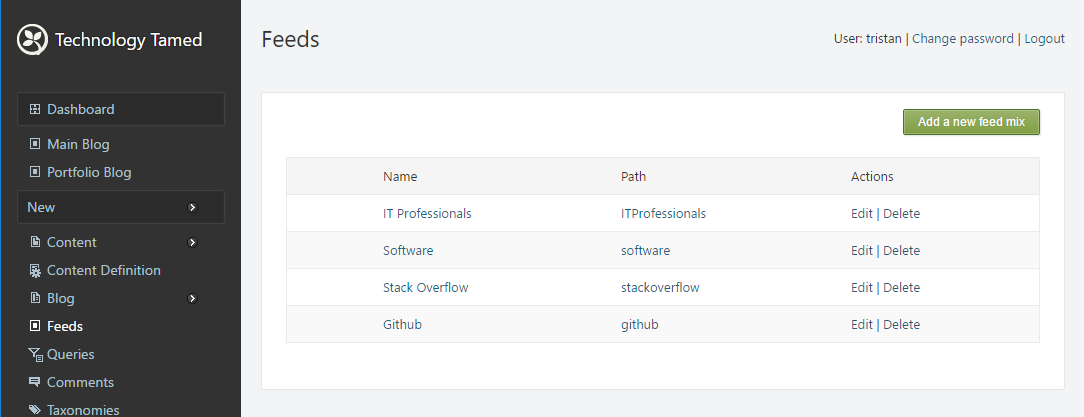 Technology Tamed
Dashboard
Main Blog
Portfolio Blog
New
Content
Content Definition
Blog
Feeds
Queries
Comments
Taxonomies
Feeds
User: tristan | Change password | Logout
Add a new feed mix
Name Path Actions
IT Professionals ITProfessionals Edit | Delete
Software software Edit | Delete
Stack Overflow stackoverflow Edit | Delete
Github github Edit | Delete